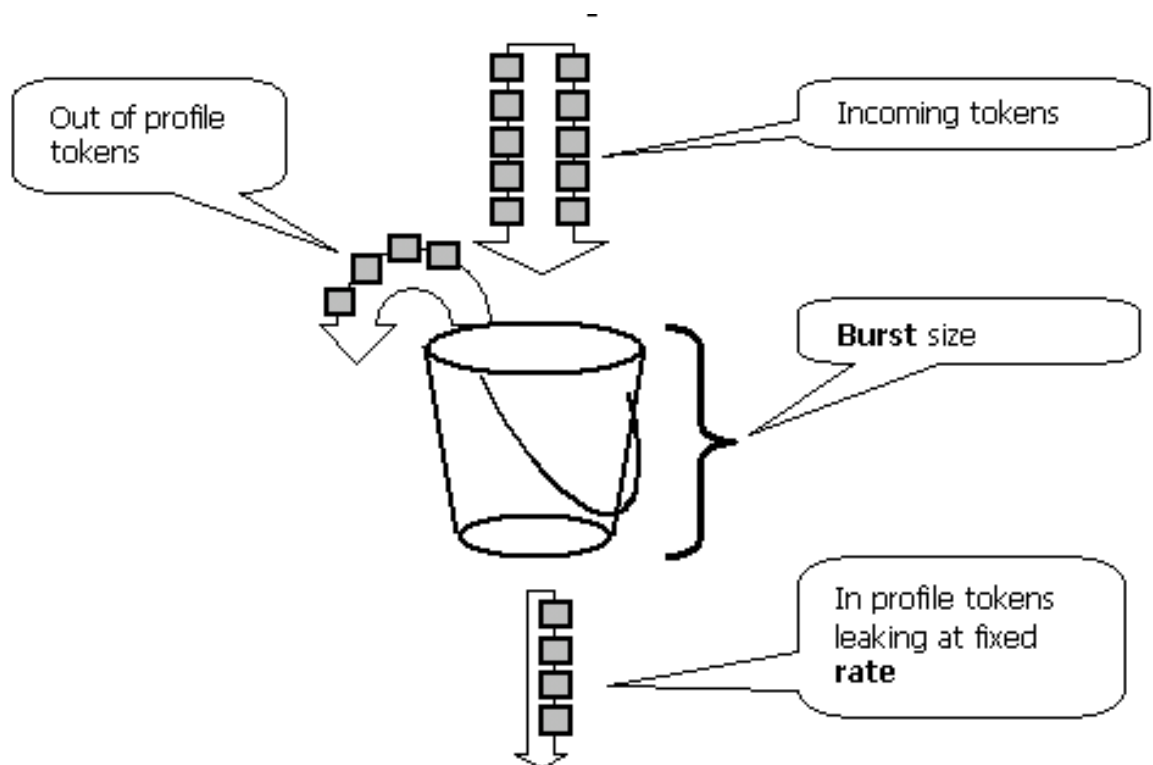 Out of profile
tokens
Incoming tokens
Burst size
In profile tokens
leaking at fixed
rate